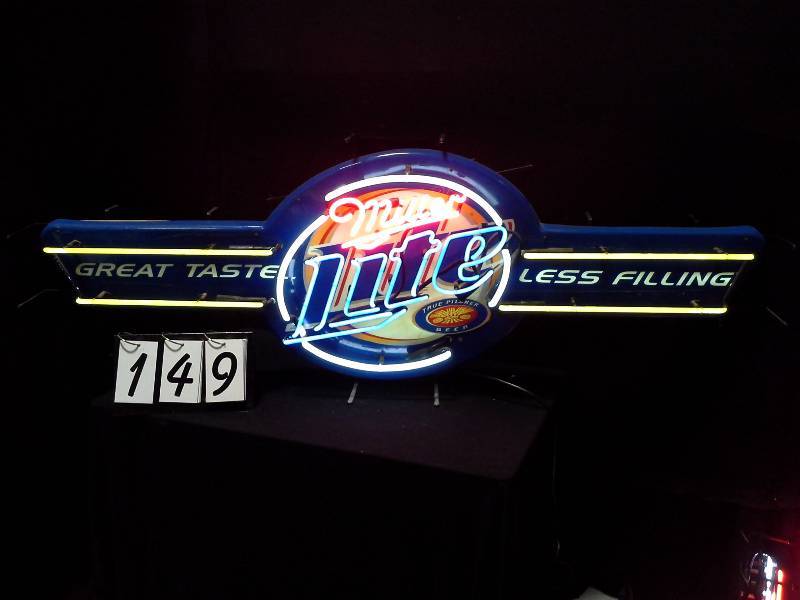 Miller
Lite
GREAT TASTE
LESS FILLING
TRUE PILSNER
BEER
149